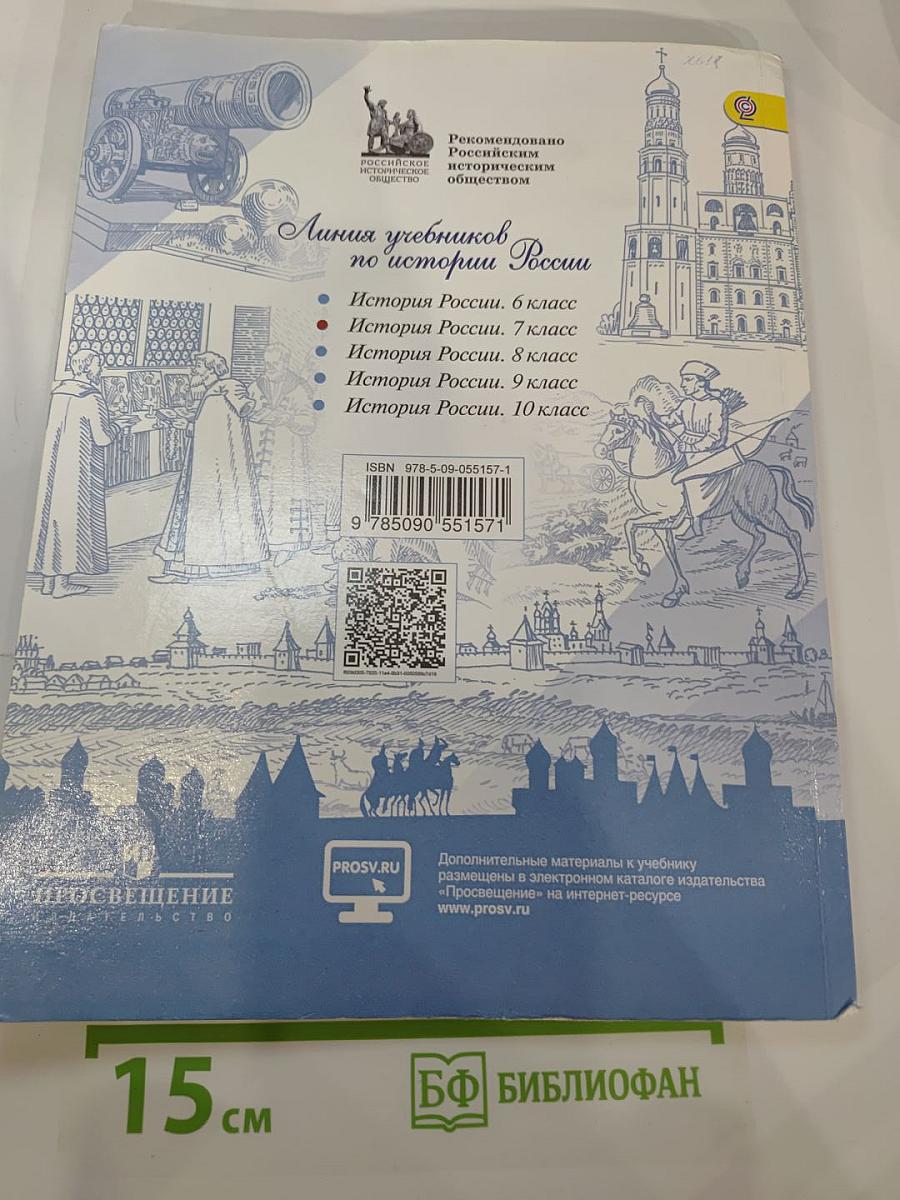 РОССИЙСКОЕ
ИСТОРИЧЕСКОЕ
ОБЩЕСТВО
Рекомендовано
Российским
историческим
обществом
Линия учебников
по истории России
История России. 6 класс
История России. 7 класс
История России. 8 класс
История России. 9 класс
История России. 10 класс
ISBN 978-5-09-055157-1
9 785090 551571
ПРОСВЕЩЕНИЕ
ИЗДАТЕЛЬСТВО
PROSV.RU
Дополнительные материалы к учебнику
размещены в электронном каталоге издательства
«Просвещение» на интернет-ресурсе
www.prosv.ru
15 см
БФ БИБЛИОФАН